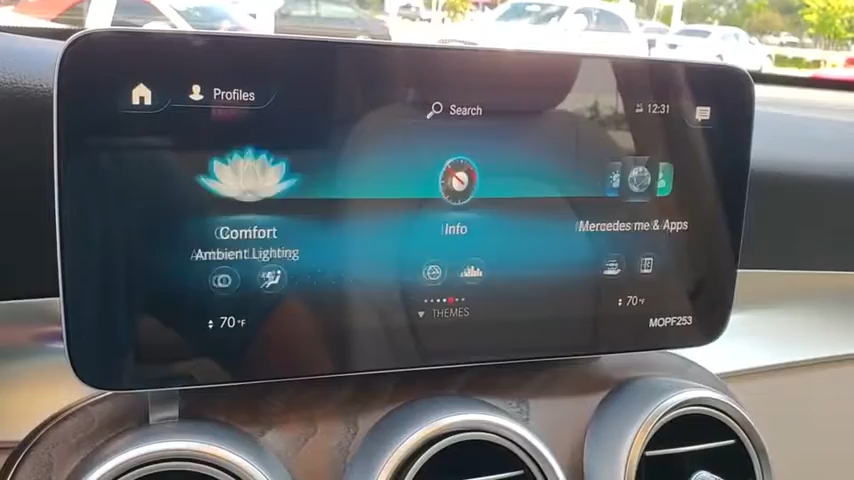 Profiles
Search
12:31
Comfort
Ambient Lighting
Info
Mercedes me & Apps
70°F
THEMES
70°F
MOPF253